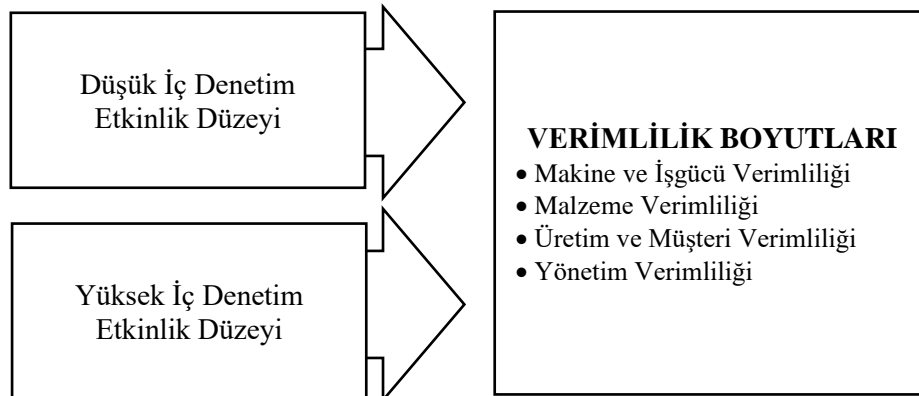 Düşük İç Denetim
Etkinlik Düzeyi
Yüksek İç Denetim
Etkinlik Düzeyi
VERİMLİLİK BOYUTLARI
• Makine ve İşgücü Verimliliği
• Malzeme Verimliliği
• Üretim ve Müşteri Verimliliği
• Yönetim Verimliliği